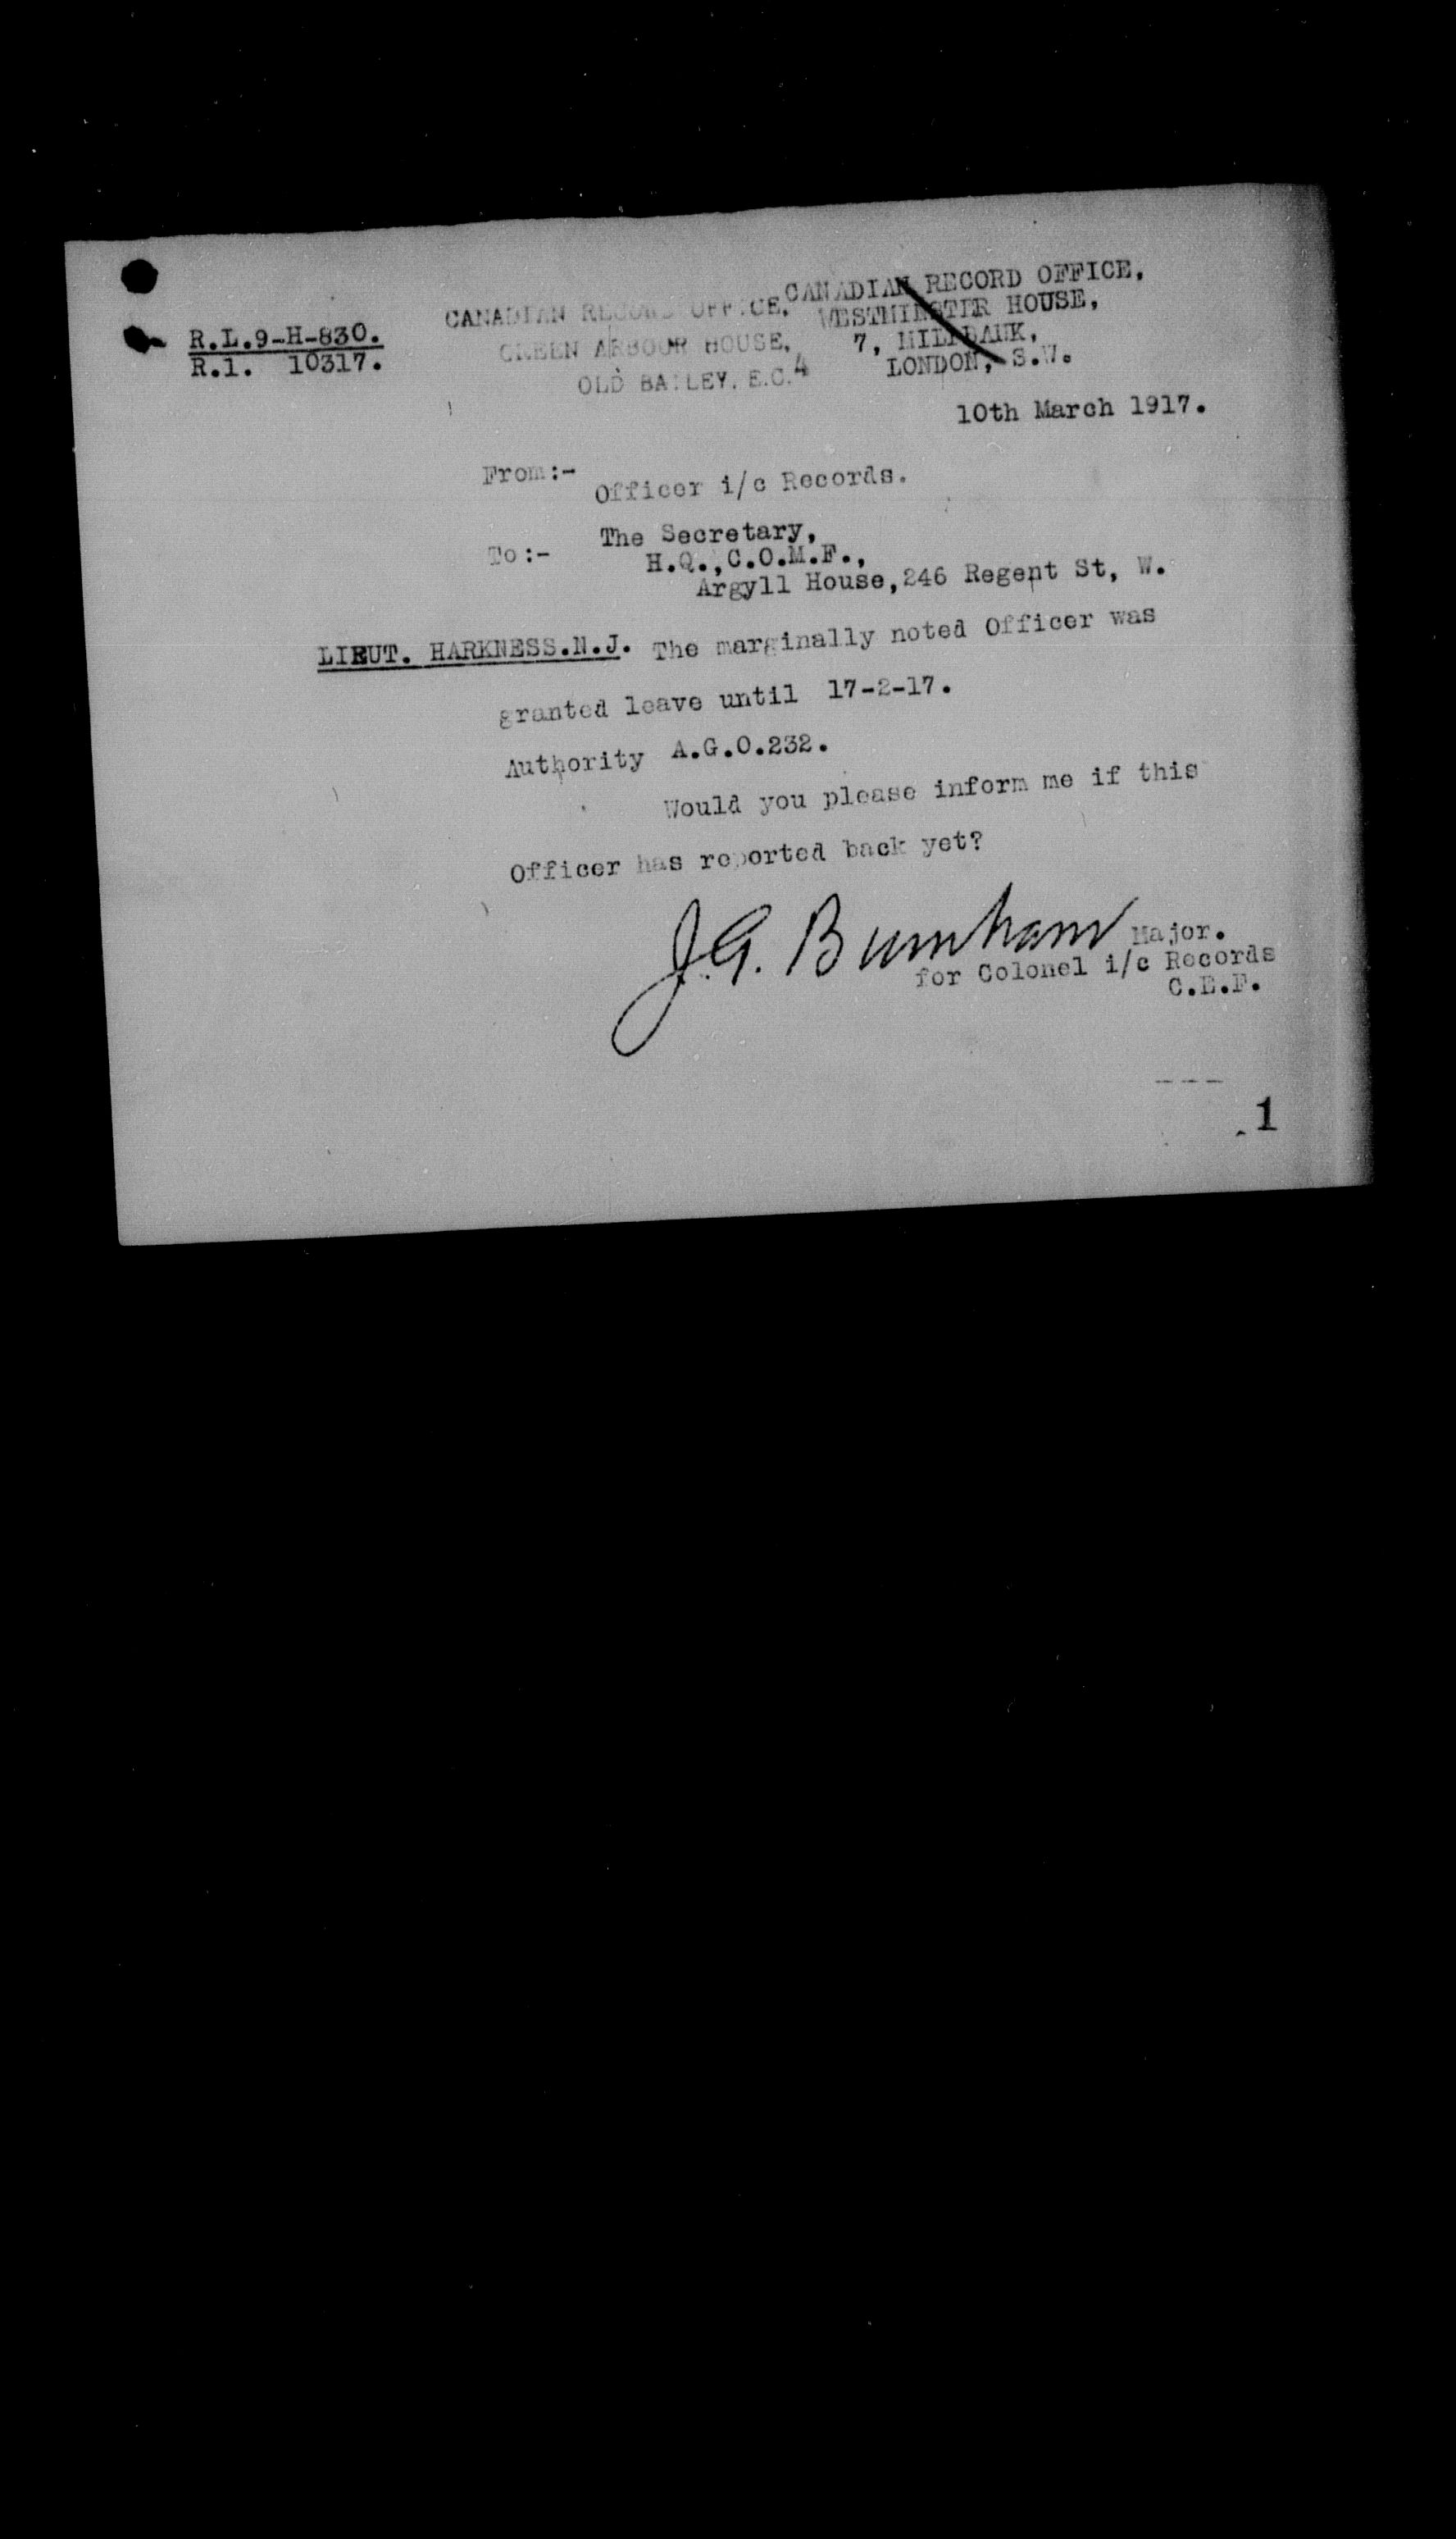 R.L.9-H-830.
R.1. 10317.
CANADIAN RECORD OFFICE,
GREEN ARBOUR HOUSE,
OLD BAILEY, E.C.4
CANADIAN RECORD OFFICE,
WESTMINSTER HOUSE,
7, MILLBANK,
LONDON, S.W.
10th March 1917.
From:-
Officer i/c Records.
To:-
The Secretary,
H.Q.,C.O.M.F.,
Argyll House,246 Regent St, W.
LIEUT. HARKNESS.N.J. The marginally noted Officer was
granted leave until 17-2-17.
Authority A.G.O.232.
Would you please inform me if this
Officer has reported back yet?
J.G. Burnham Major.
for Colonel i/c Records
C.E.F.
1